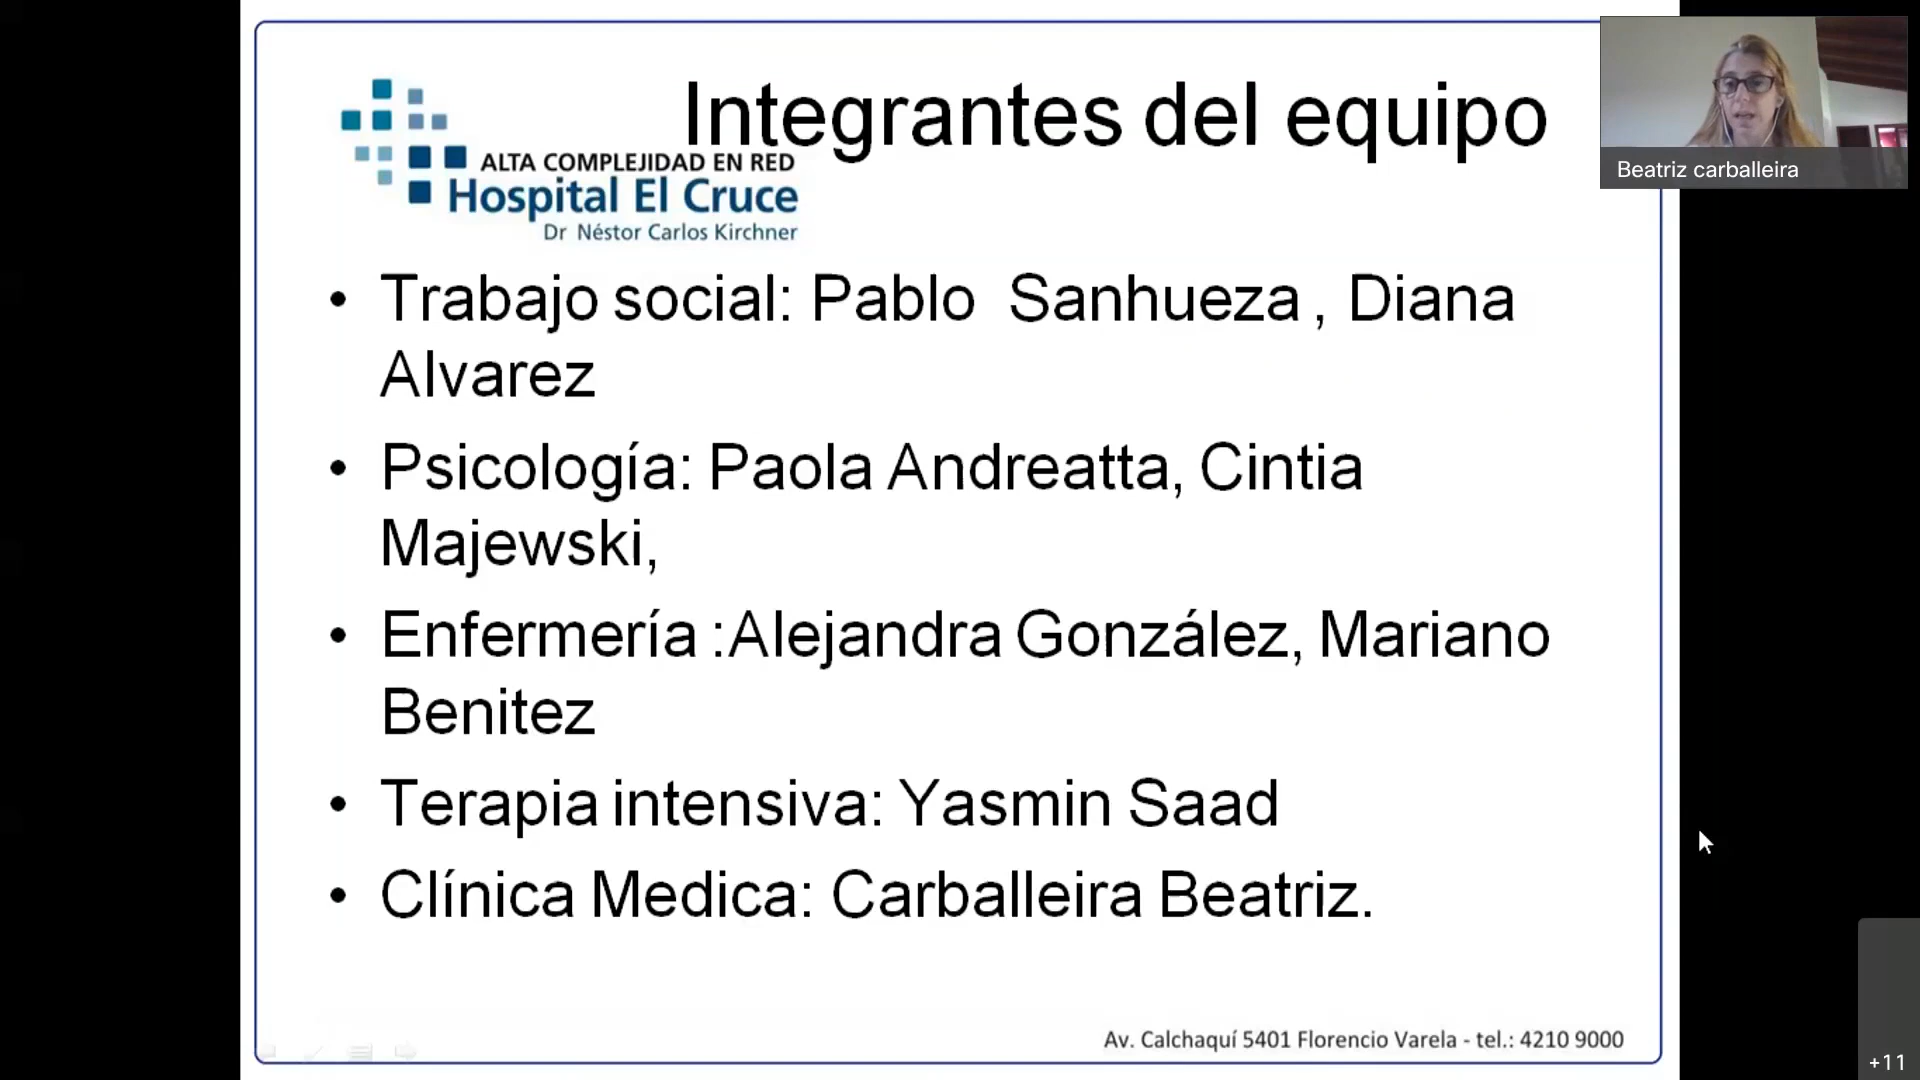 Integrantes del equipo
ALTA COMPLEJIDAD EN RED
Hospital El Cruce
Dr Néstor Carlos Kirchner
Beatriz carballeira
• Trabajo social: Pablo Sanhueza , Diana
Alvarez
• Psicología: Paola Andreatta, Cintia
Majewski,
• Enfermería :Alejandra González, Mariano
Benitez
• Terapia intensiva: Yasmin Saad
• Clínica Medica: Carballeira Beatriz.
Av. Calchaquí 5401 Florencio Varela - tel.: 4210 9000
+11